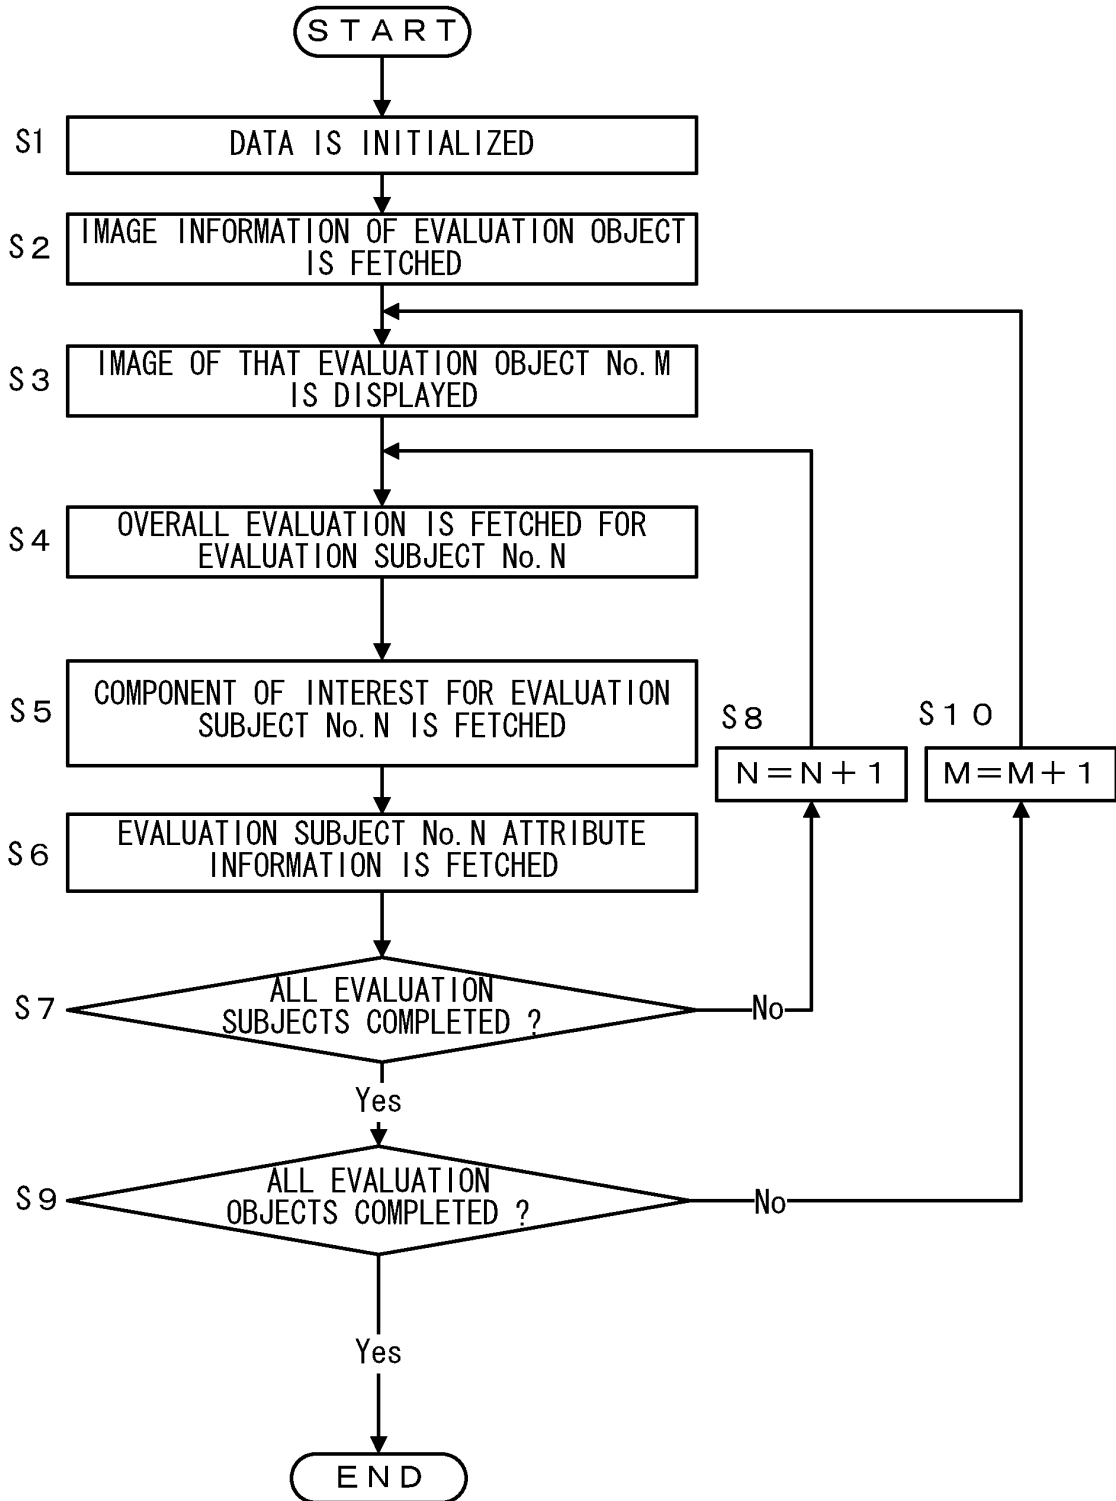 START
S1
DATA IS INITIALIZED
S2
IMAGE INFORMATION OF EVALUATION OBJECT
IS FETCHED
S3
IMAGE OF THAT EVALUATION OBJECT No.M
IS DISPLAYED
S4
OVERALL EVALUATION IS FETCHED FOR
EVALUATION SUBJECT No.N
S5
COMPONENT OF INTEREST FOR EVALUATION
SUBJECT No.N IS FETCHED
S8
N=N+1
S10
M=M+1
S6
EVALUATION SUBJECT No.N ATTRIBUTE
INFORMATION IS FETCHED
S7
ALL EVALUATION
SUBJECTS COMPLETED ?
No
Yes
S9
ALL EVALUATION
OBJECTS COMPLETED ?
No
Yes
END